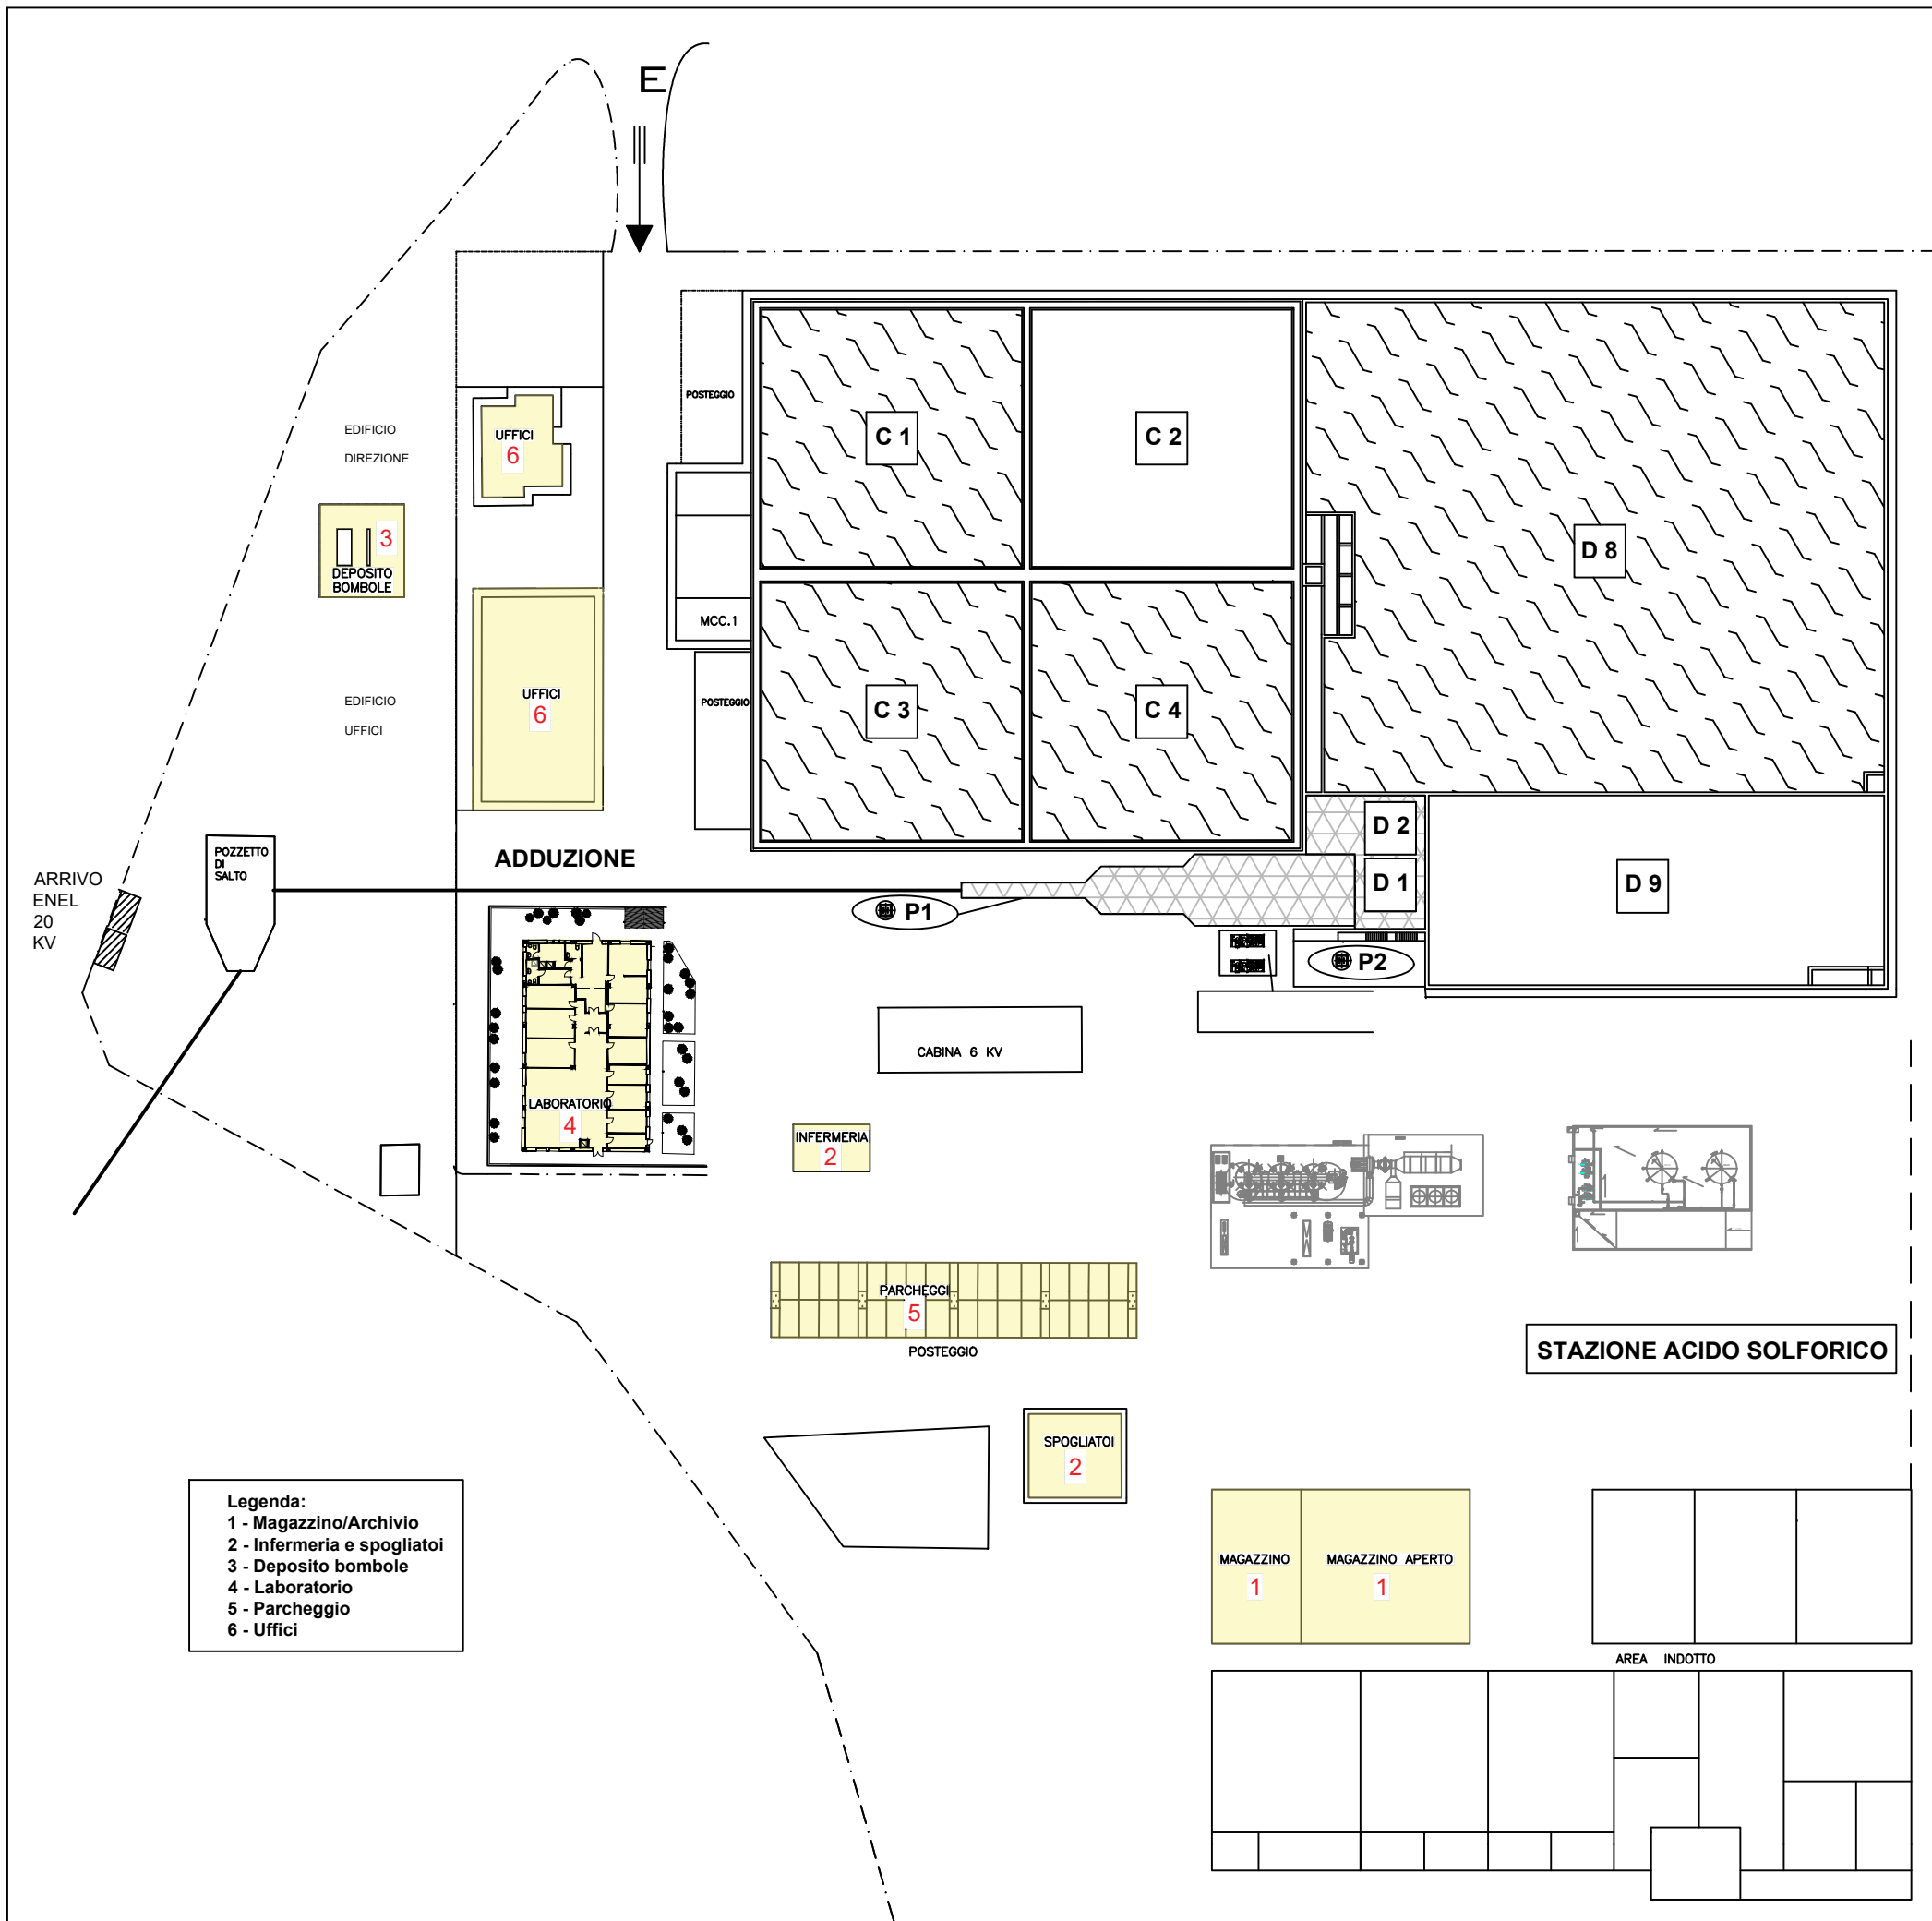 E
POSTEGGIO
C 1
C 2
D 8
EDIFICIO
DIREZIONE
UFFICI
6
3
DEPOSITO
BOMBOLE
MCC.1
EDIFICIO
UFFICI
UFFICI
6
POSTEGGIO
C 3
C 4
D 2
D 1
D 9
ADDUZIONE
POZZETTO
DI
SALTO
ARRIVO
ENEL
20
KV
P1
P2
CABINA 6 KV
LABORATORIO
4
INFERMERIA
2
PARCHEGGI
5
POSTEGGIO
STAZIONE ACIDO SOLFORICO
SPOGLIATOI
2
Legenda:
1 - Magazzino/Archivio
2 - Infermeria e spogliatoi
3 - Deposito bombole
4 - Laboratorio
5 - Parcheggio
6 - Uffici
MAGAZZINO
1
MAGAZZINO APERTO
1
AREA INDOTTO